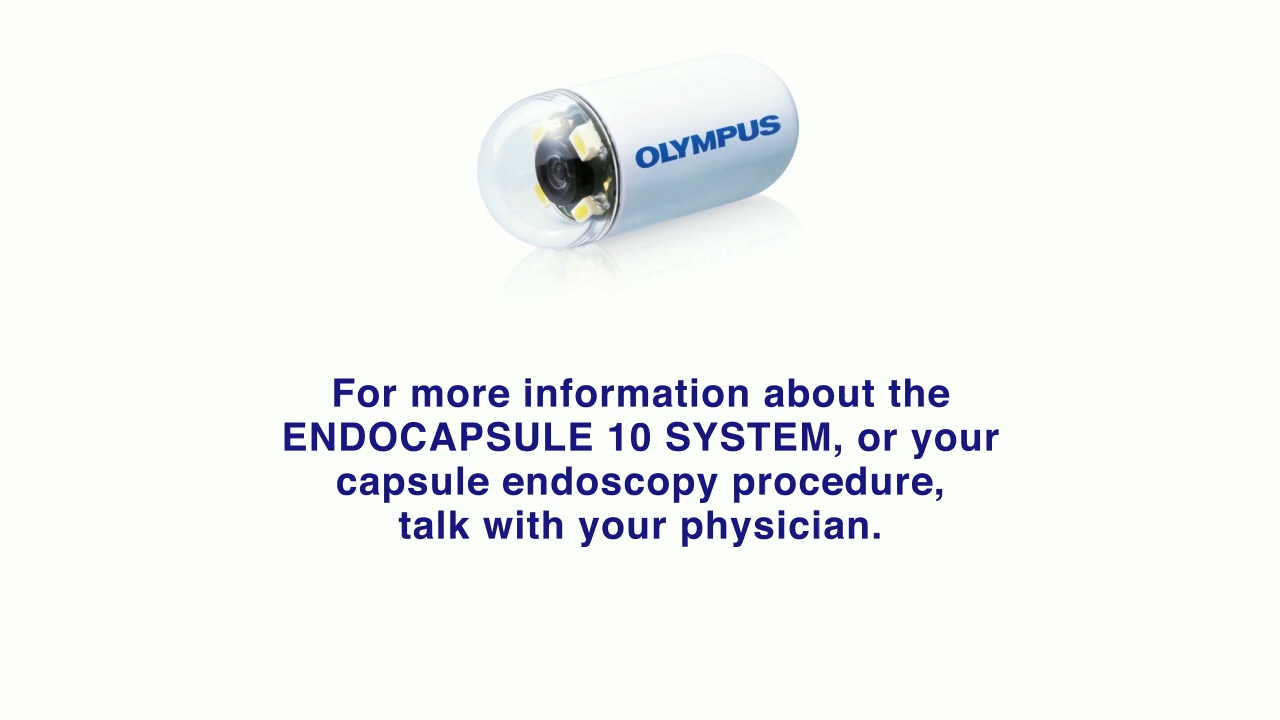 OLYMPUS
For more information about the
ENDOCAPSULE 10 SYSTEM, or your
capsule endoscopy procedure,
talk with your physician.